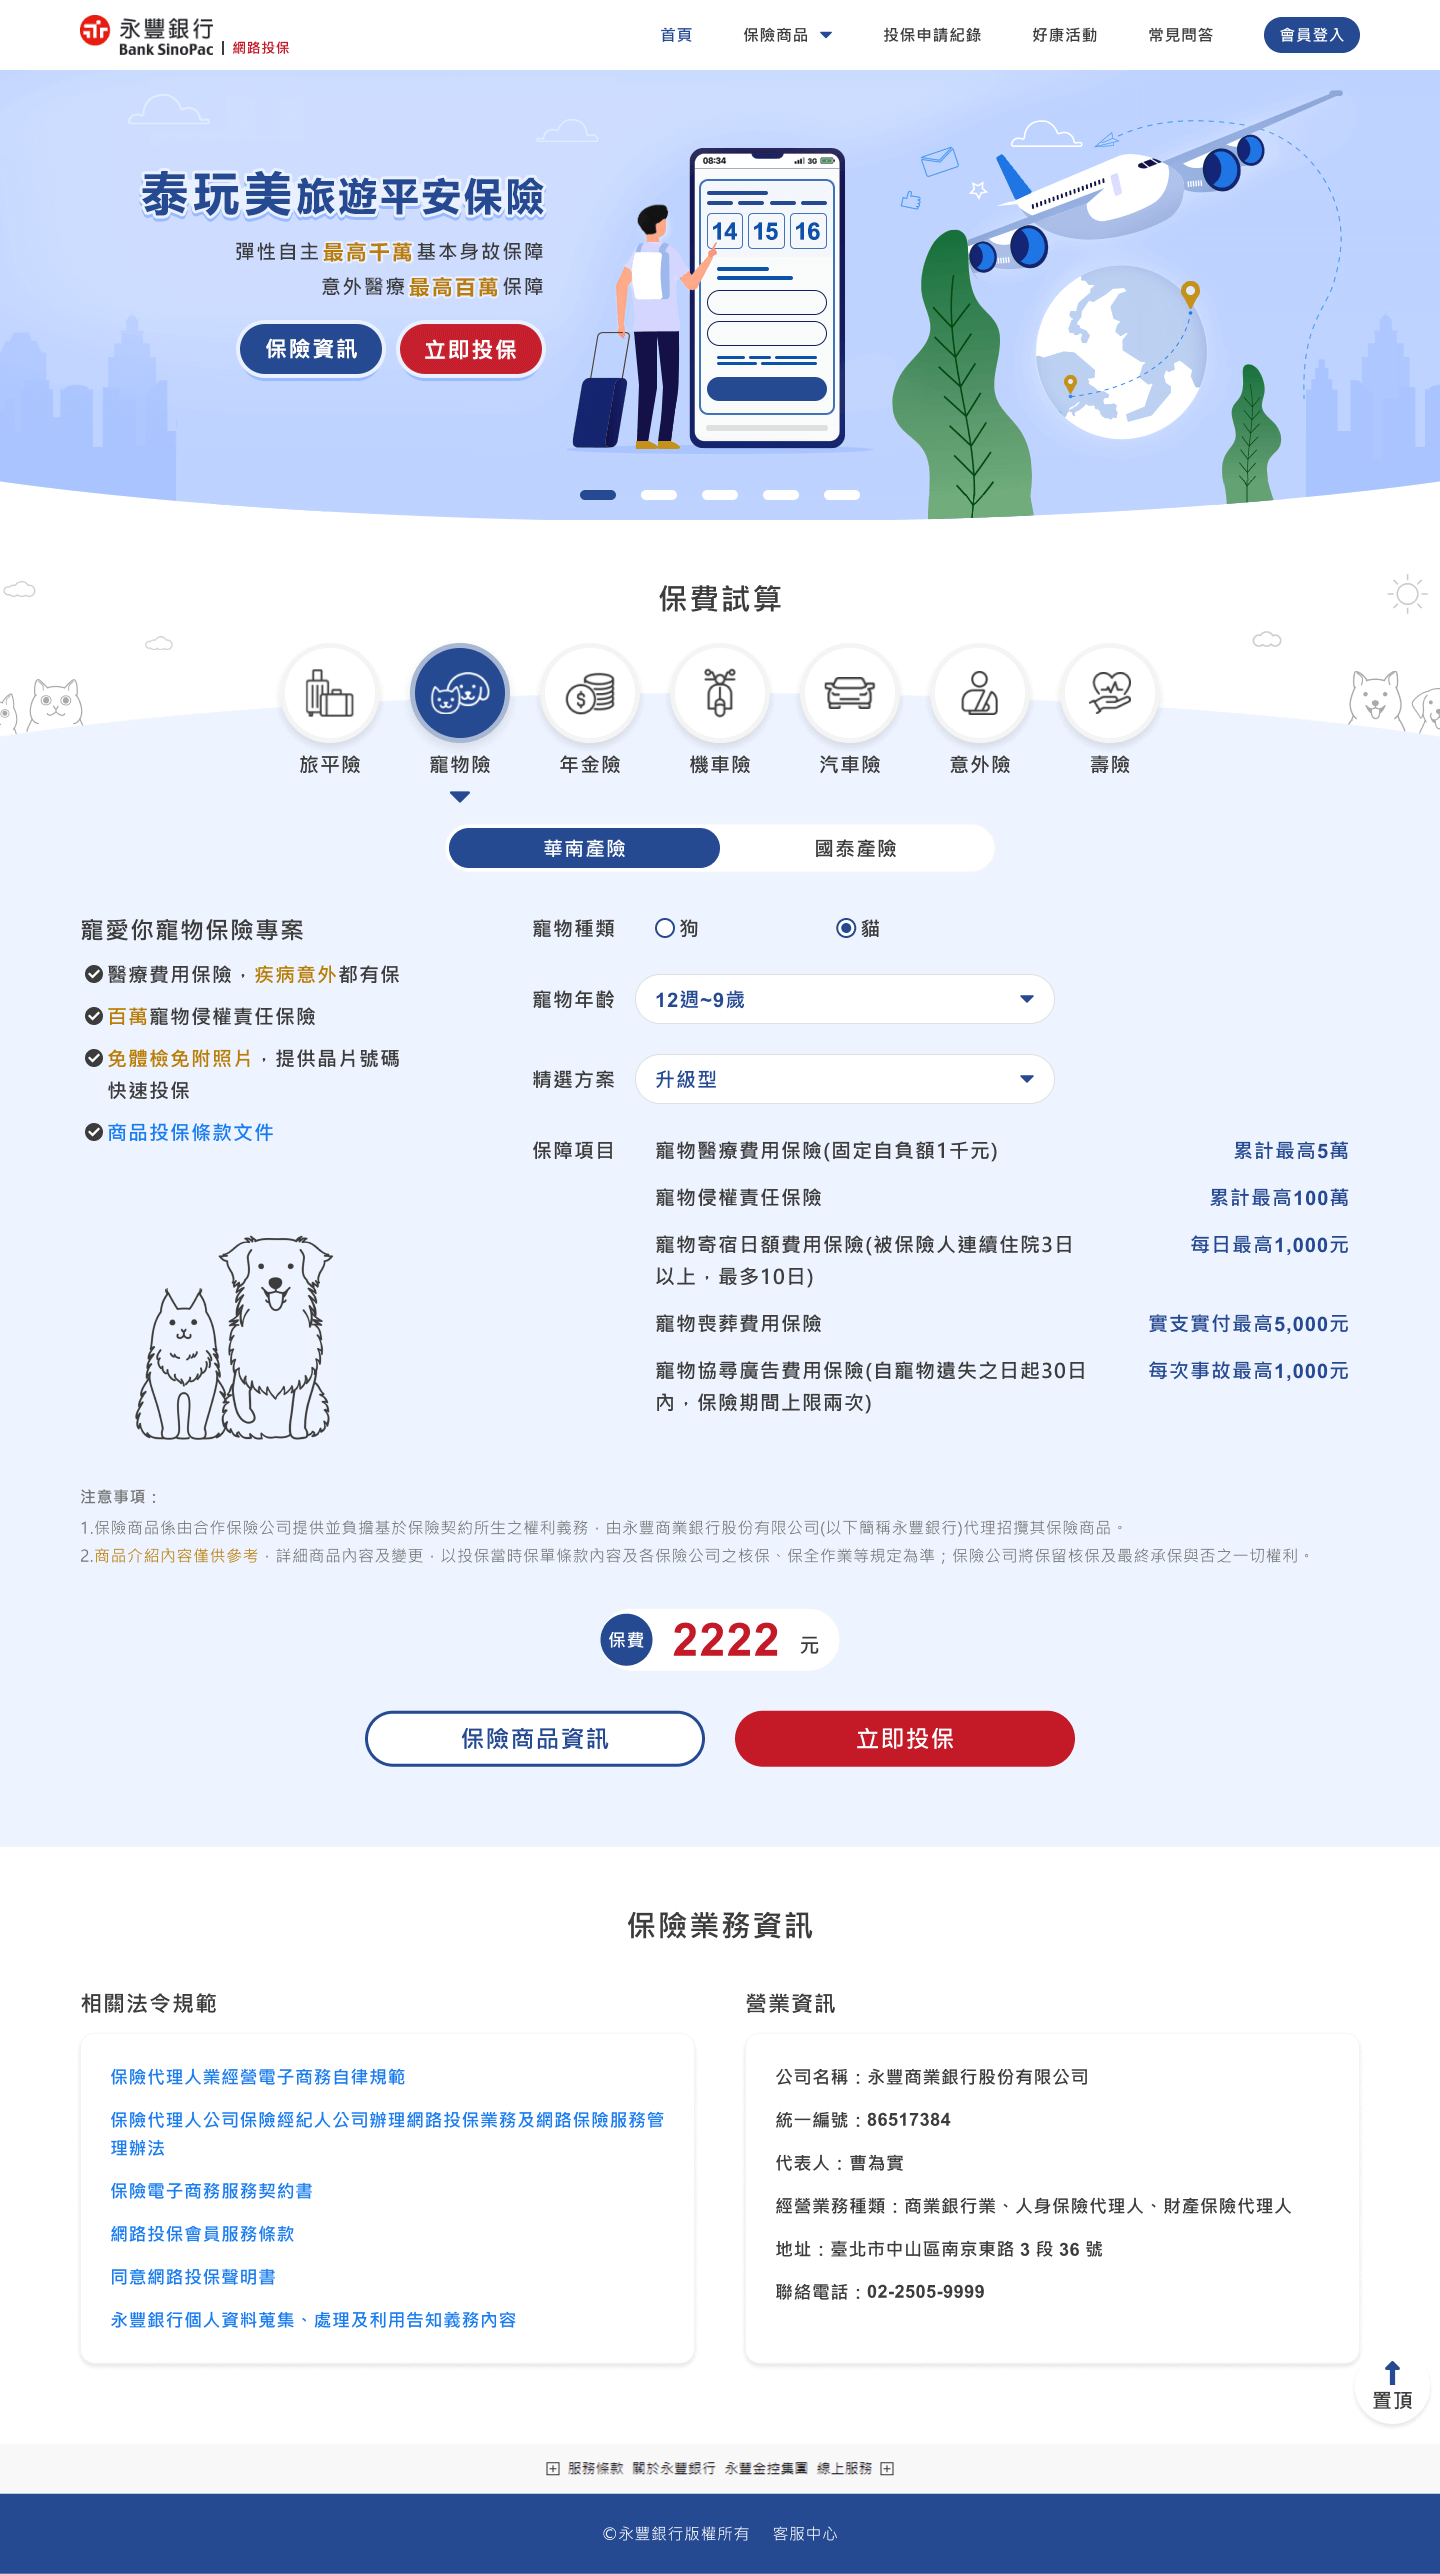 永豐銀行
Bank SinoPac | 網路投保
首頁
保險商品
投保申請紀錄
好康活動
常見問答
會員登入
泰玩美旅遊平安保險
彈性自主最高千萬基本身故保障
意外醫療最高百萬保障
保險資訊
立即投保
08:34 3G
14 15 16
保費試算
旅平險
寵物險
年金險
機車險
汽車險
意外險
壽險
華南產險
國泰產險
寵愛你寵物保險專案
醫療費用保險，疾病意外都有保
百萬寵物侵權責任保險
免體檢免附照片，提供晶片號碼
快速投保
商品投保條款文件
寵物種類 狗 貓
寵物年齡 12週~9歲
精選方案 升級型
保障項目 寵物醫療費用保險(固定自負額1千元) 累計最高5萬
寵物侵權責任保險 累計最高100萬
寵物寄宿日額費用保險(被保險人連續住院3日 每日最高1,000元
以上，最多10日)
寵物喪葬費用保險 實支實付最高5,000元
寵物協尋廣告費用保險(自寵物遺失之日起30日 每次事故最高1,000元
內，保險期間上限兩次)
注意事項：
1.保險商品係由合作保險公司提供並負擔基於保險契約所生之權利義務，由永豐商業銀行股份有限公司(以下簡稱永豐銀行)代理招攬其保險商品。
2.商品介紹內容僅供參考，詳細商品內容及變更，以投保當時保單條款內容及各保險公司之核保、保全作業等規定為準；保險公司將保留核保及最終承保與否之一切權利。
保費 2222 元
保險商品資訊
立即投保
保險業務資訊
相關法令規範
保險代理人業經營電子商務自律規範
保險代理人公司保險經紀人公司辦理網路投保業務及網路保險服務管
理辦法
保險電子商務服務契約書
網路投保會員服務條款
同意網路投保聲明書
永豐銀行個人資料蒐集、處理及利用告知義務內容
營業資訊
公司名稱：永豐商業銀行股份有限公司
統一編號：86517384
代表人：曹為實
經營業務種類：商業銀行業、人身保險代理人、財產保險代理人
地址：臺北市中山區南京東路 3 段 36 號
聯絡電話：02-2505-9999
置頂
服務條款 關於永豐銀行 永豐金控集團 線上服務
©永豐銀行版權所有 客服中心